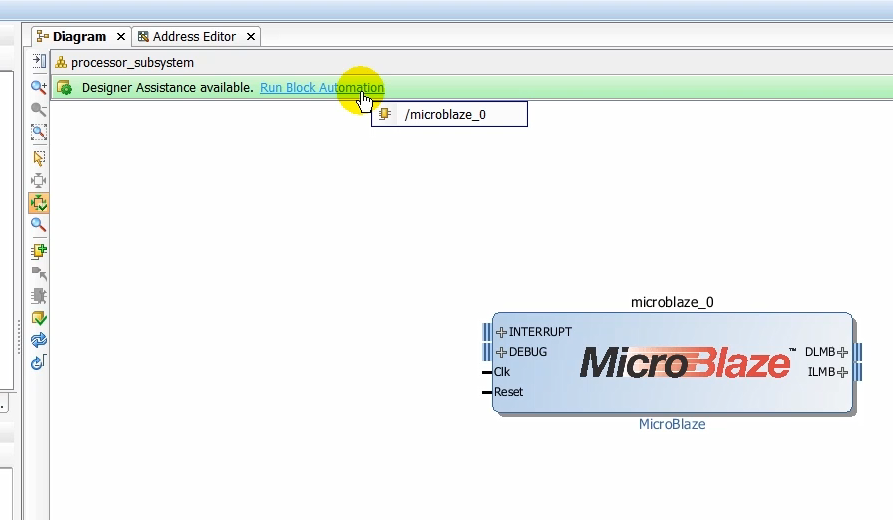 Diagram
Address Editor
processor_subsystem
Designer Assistance available. Run Block Automation
/microblaze_0
microblaze_0
INTERRUPT
DEBUG
Clk
Reset
MicroBlaze™
DLMB
ILMB
MicroBlaze